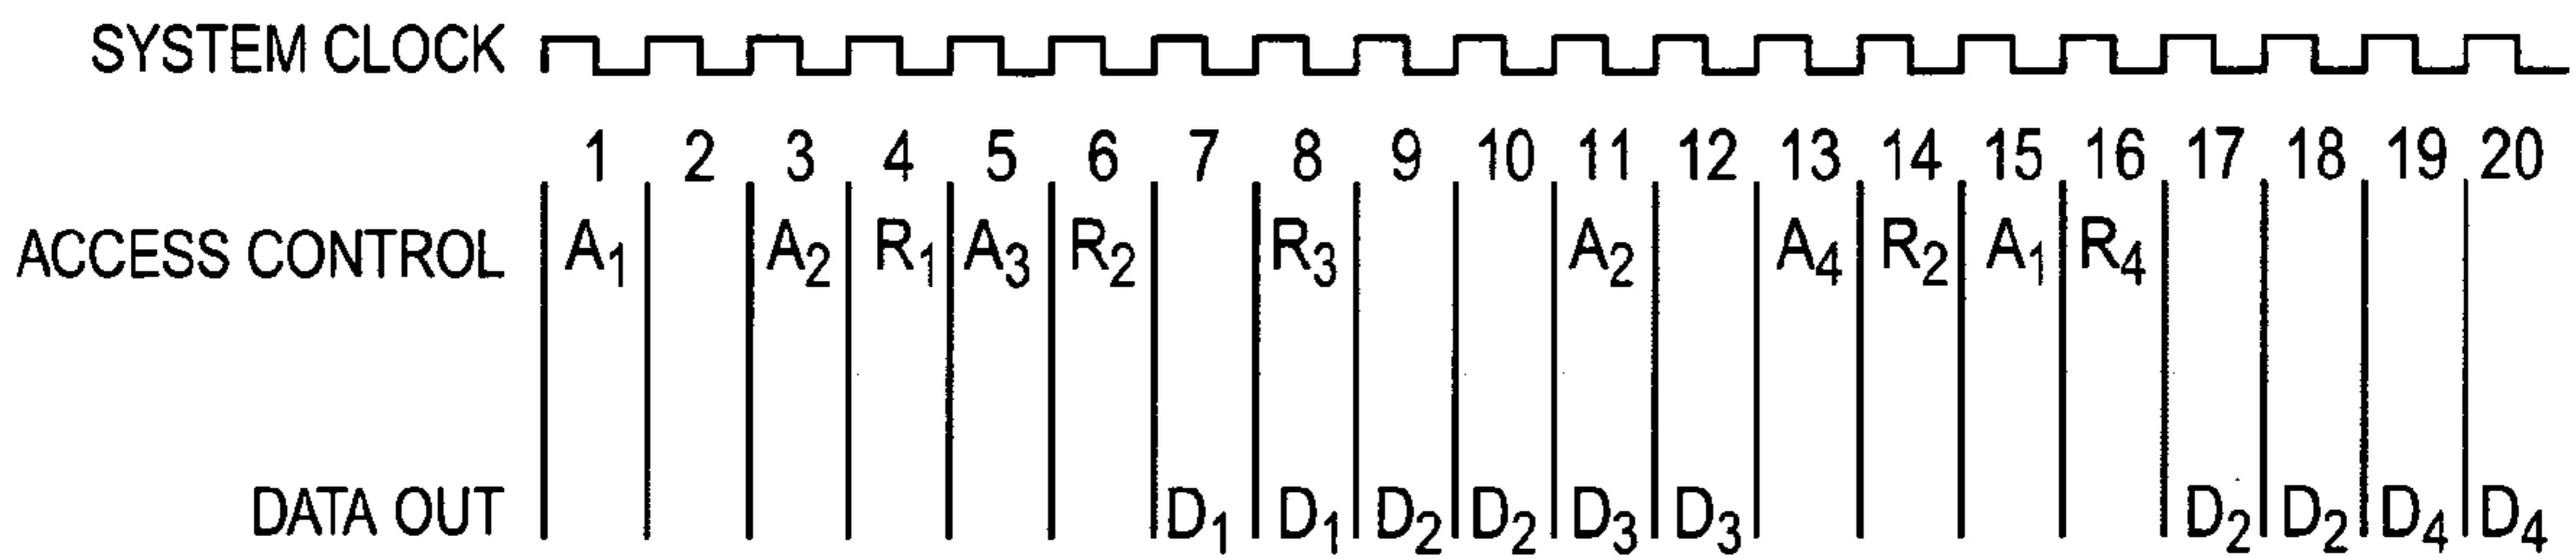 SYSTEM CLOCK
1 2 3 4 5 6 7 8 9 10 11 12 13 14 15 16 17 18 19 20
ACCESS CONTROL A₁ A₂ R₁ A₃ R₂ R₃ A₂ A₄ R₂ A₁ R₄
DATA OUT D₁ D₁ D₂ D₂ D₃ D₃ D₂ D₂ D₄ D₄